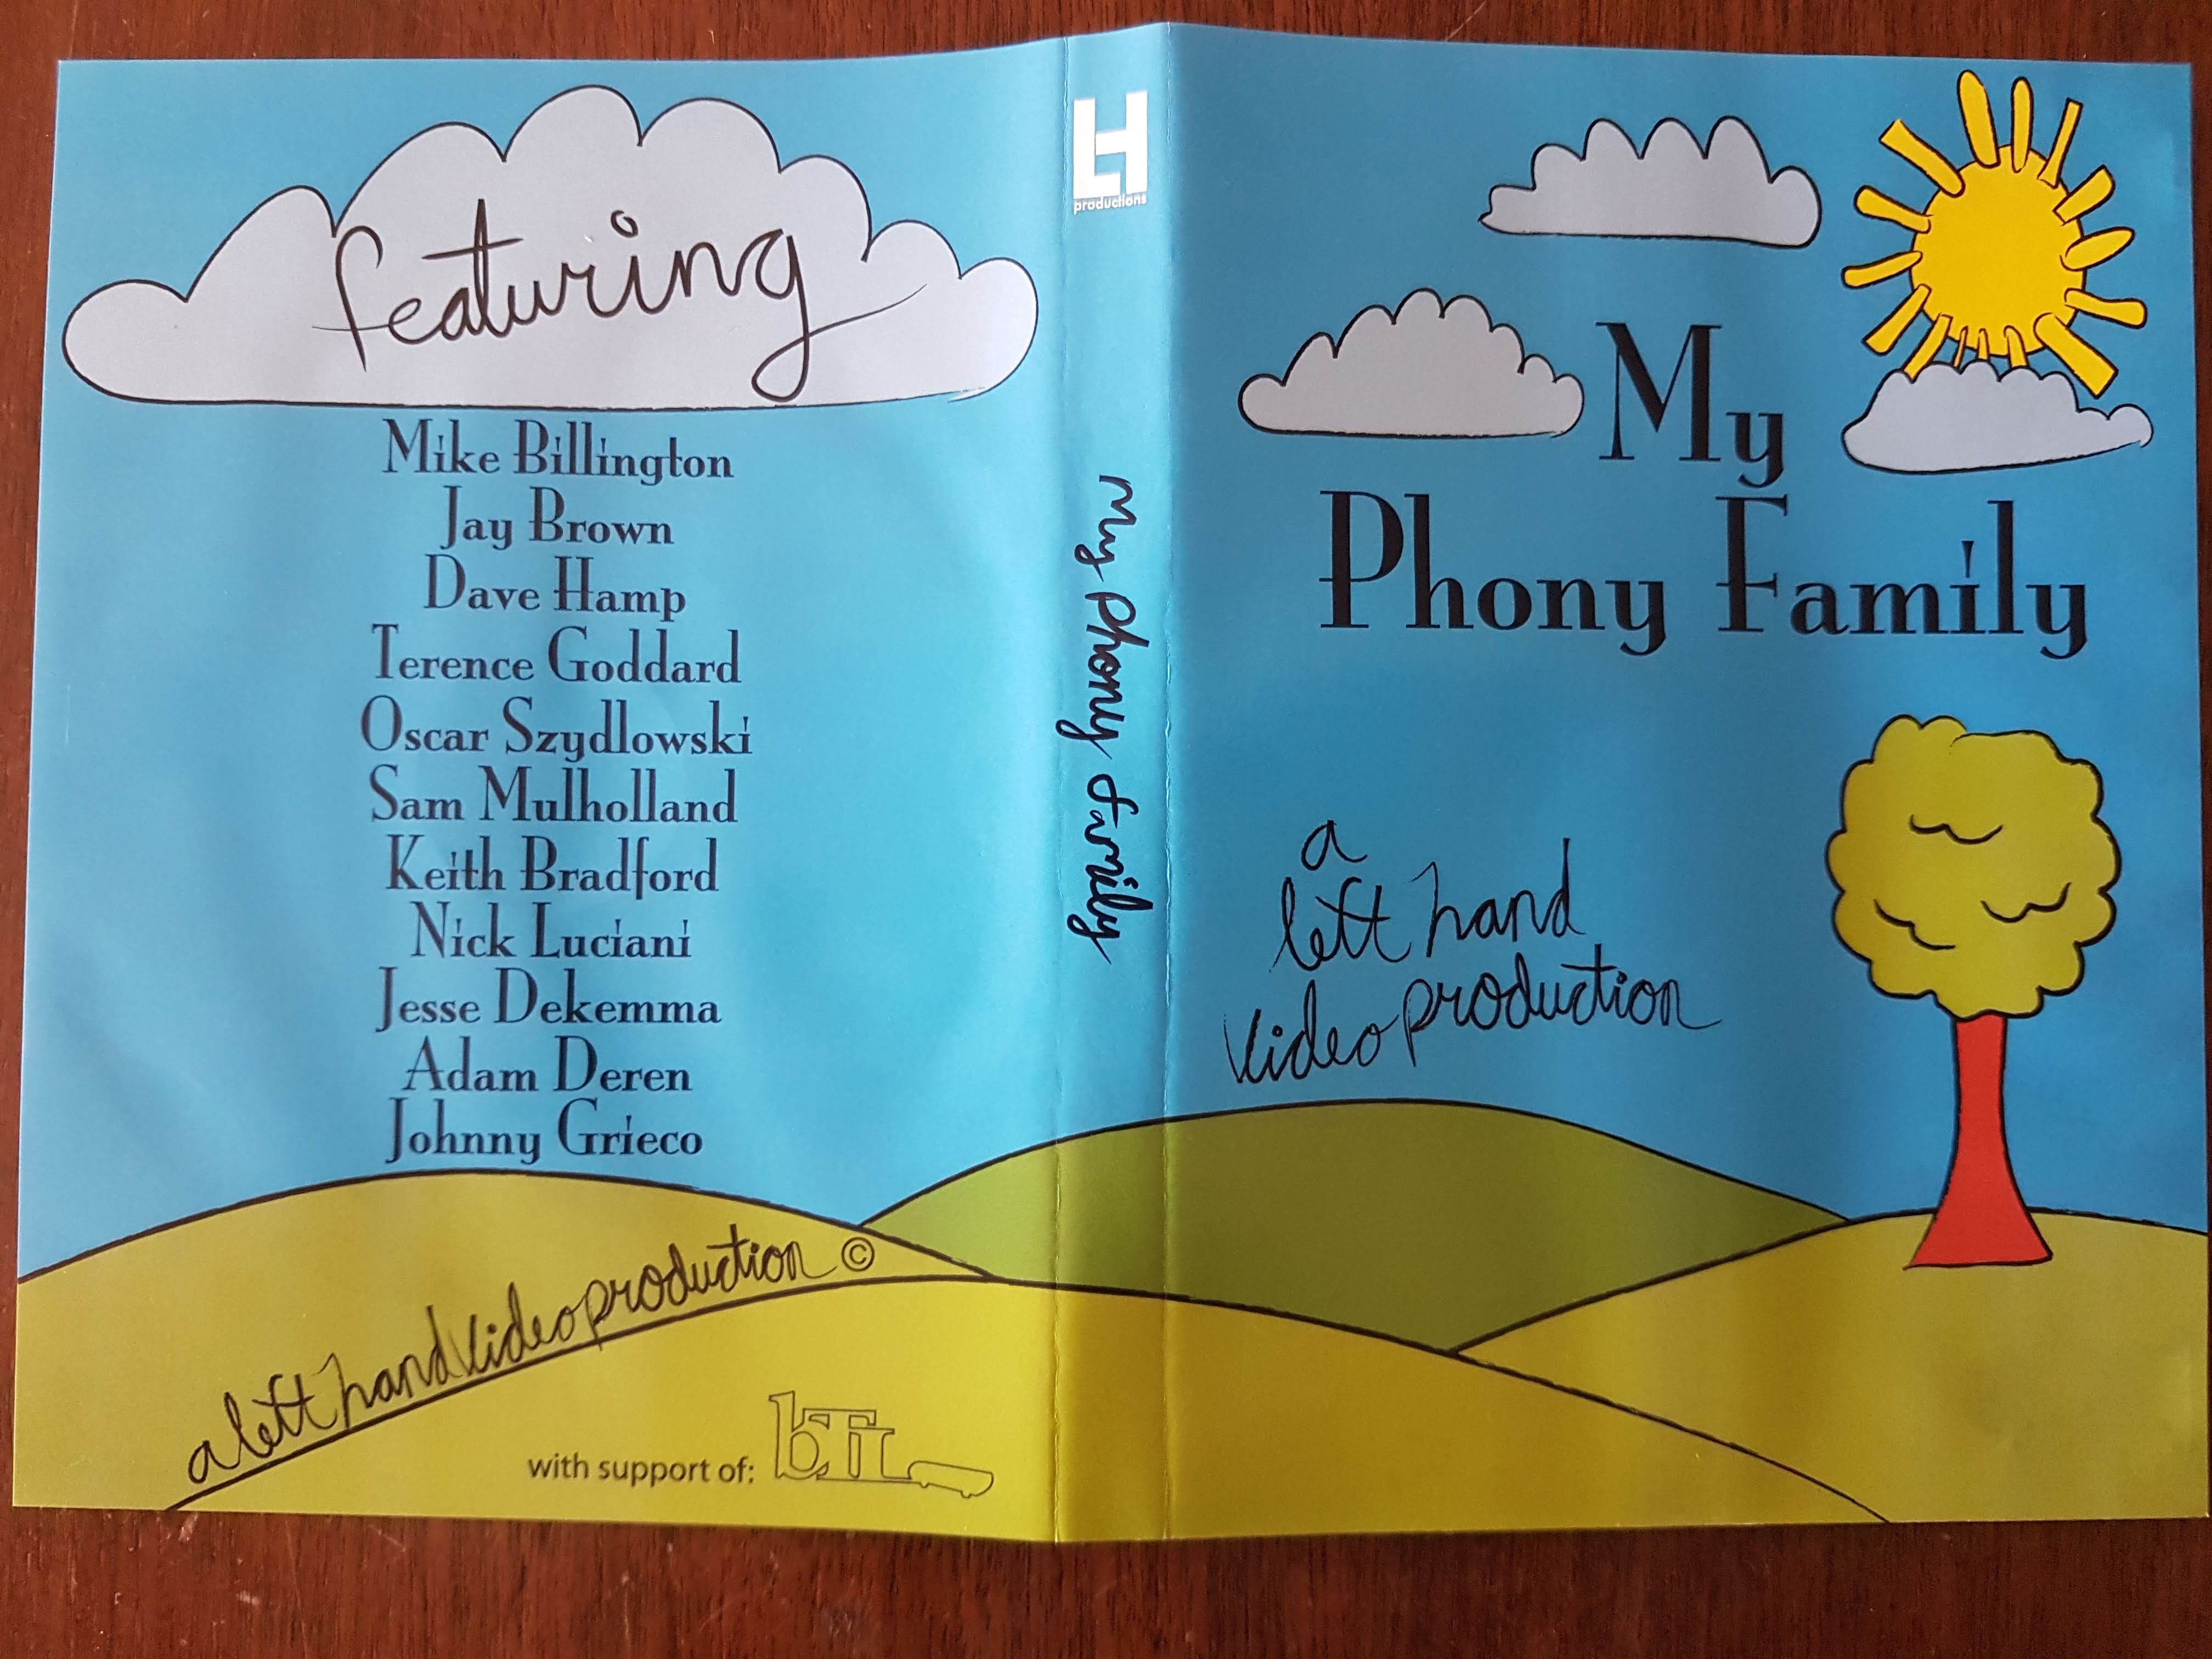 featuring
Mike Billington
Jay Brown
Dave Hamp
Terence Goddard
Oscar Szydlowski
Sam Mulholland
Keith Bradford
Nick Luciani
Jesse Dekemma
Adam Deren
Johnny Grieco
a left hand video production ©
with support of:
LH
productions
my phony family
My
Phony Family
a
left hand
video production